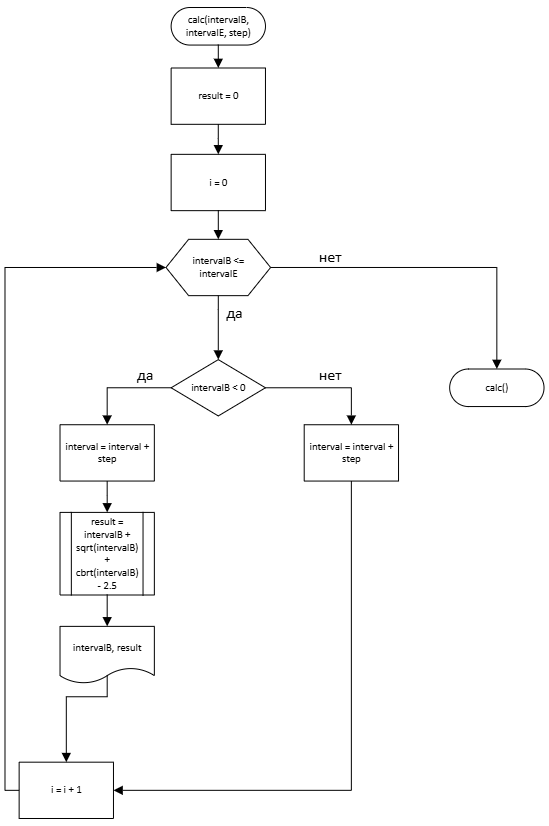 calc(intervalB,
intervalE, step)
result = 0
i = 0
intervalB <=
intervalE
нет
да
calc()
intervalB < 0
да
нет
interval = interval +
step
interval = interval +
step
result =
intervalB +
sqrt(intervalB)
+
cbrt(intervalB)
- 2.5
intervalB, result
i = i + 1